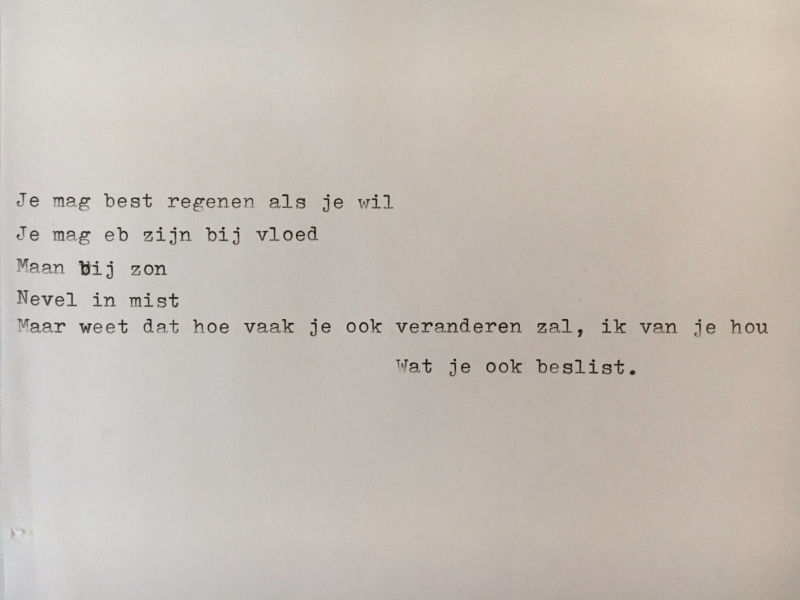 Je mag best regenen als je wil
Je mag eb zijn bij vloed
Maan bij zon
Nevel in mist
Maar weet dat hoe vaak je ook veranderen zal, ik van je hou
Wat je ook beslist.